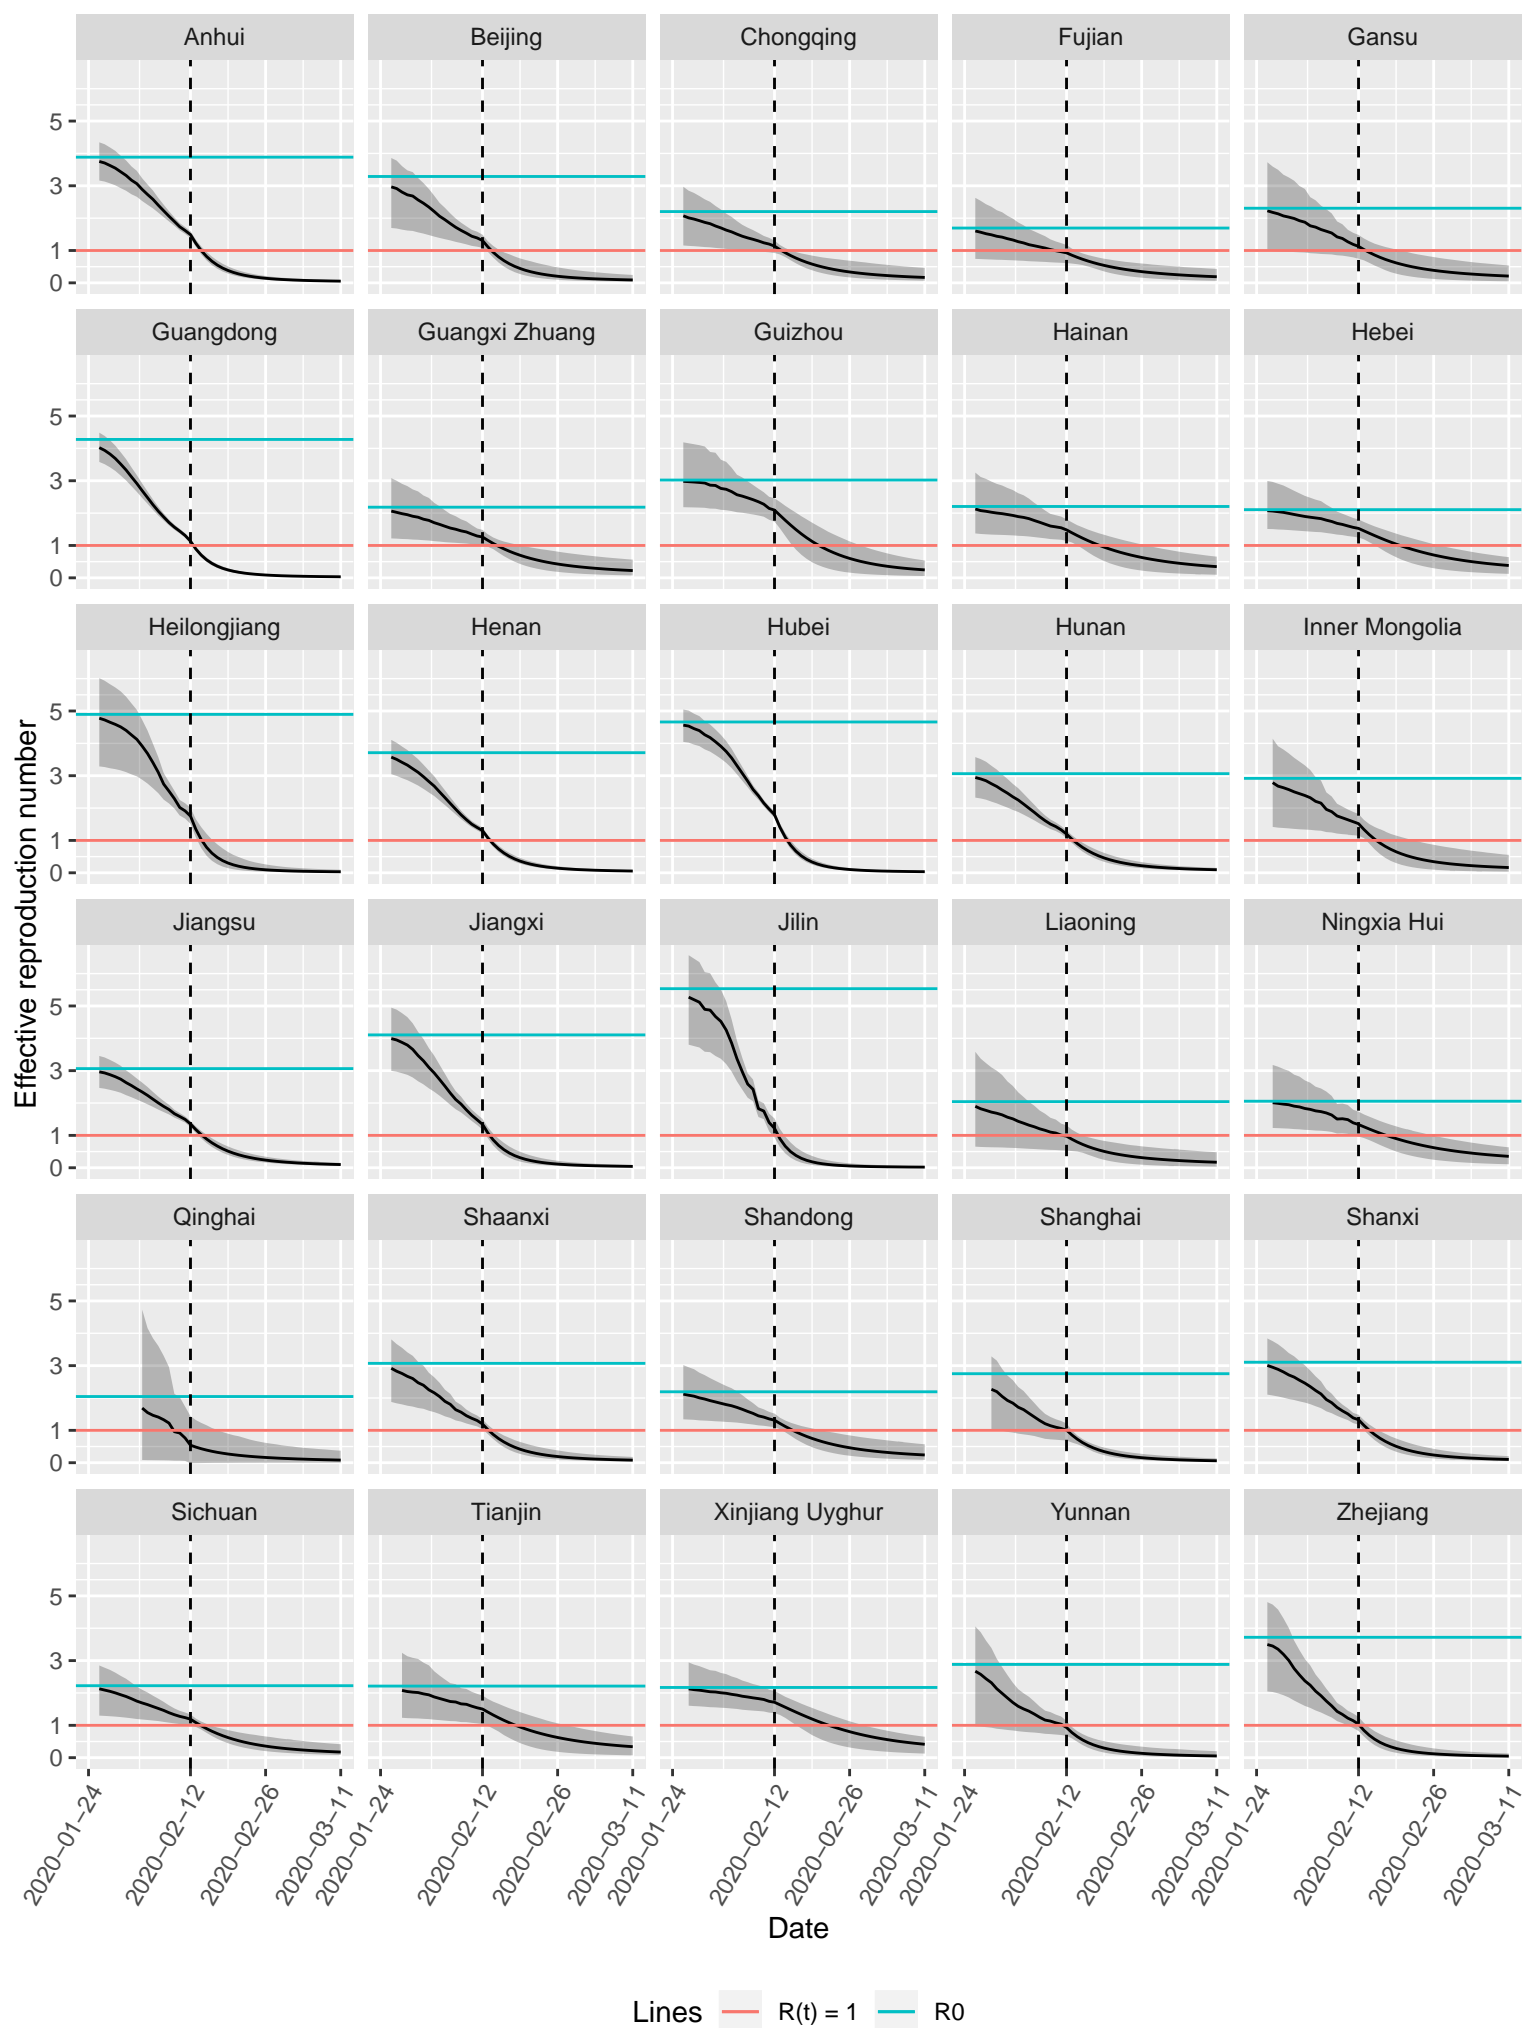 Anhui Beijing Chongqing Fujian Gansu
5
3
1
0
Guangdong Guangxi Zhuang Guizhou Hainan Hebei
5
3
1
0
Heilongjiang Henan Hubei Hunan Inner Mongolia
5
3
1
0
Effective reproduction number
Jiangsu Jiangxi Jilin Liaoning Ningxia Hui
5
3
1
0
Qinghai Shaanxi Shandong Shanghai Shanxi
5
3
1
0
Sichuan Tianjin Xinjiang Uyghur Yunnan Zhejiang
5
3
1
0
2020−01−24 2020−02−12 2020−02−26 2020−03−11 2020−01−24 2020−02−12 2020−02−26 2020−03−11 2020−01−24 2020−02−12 2020−02−26 2020−03−11 2020−01−24 2020−02−12 2020−02−26 2020−03−11 2020−01−24 2020−02−12 2020−02−26 2020−03−11
Date
Lines R(t) = 1 R0